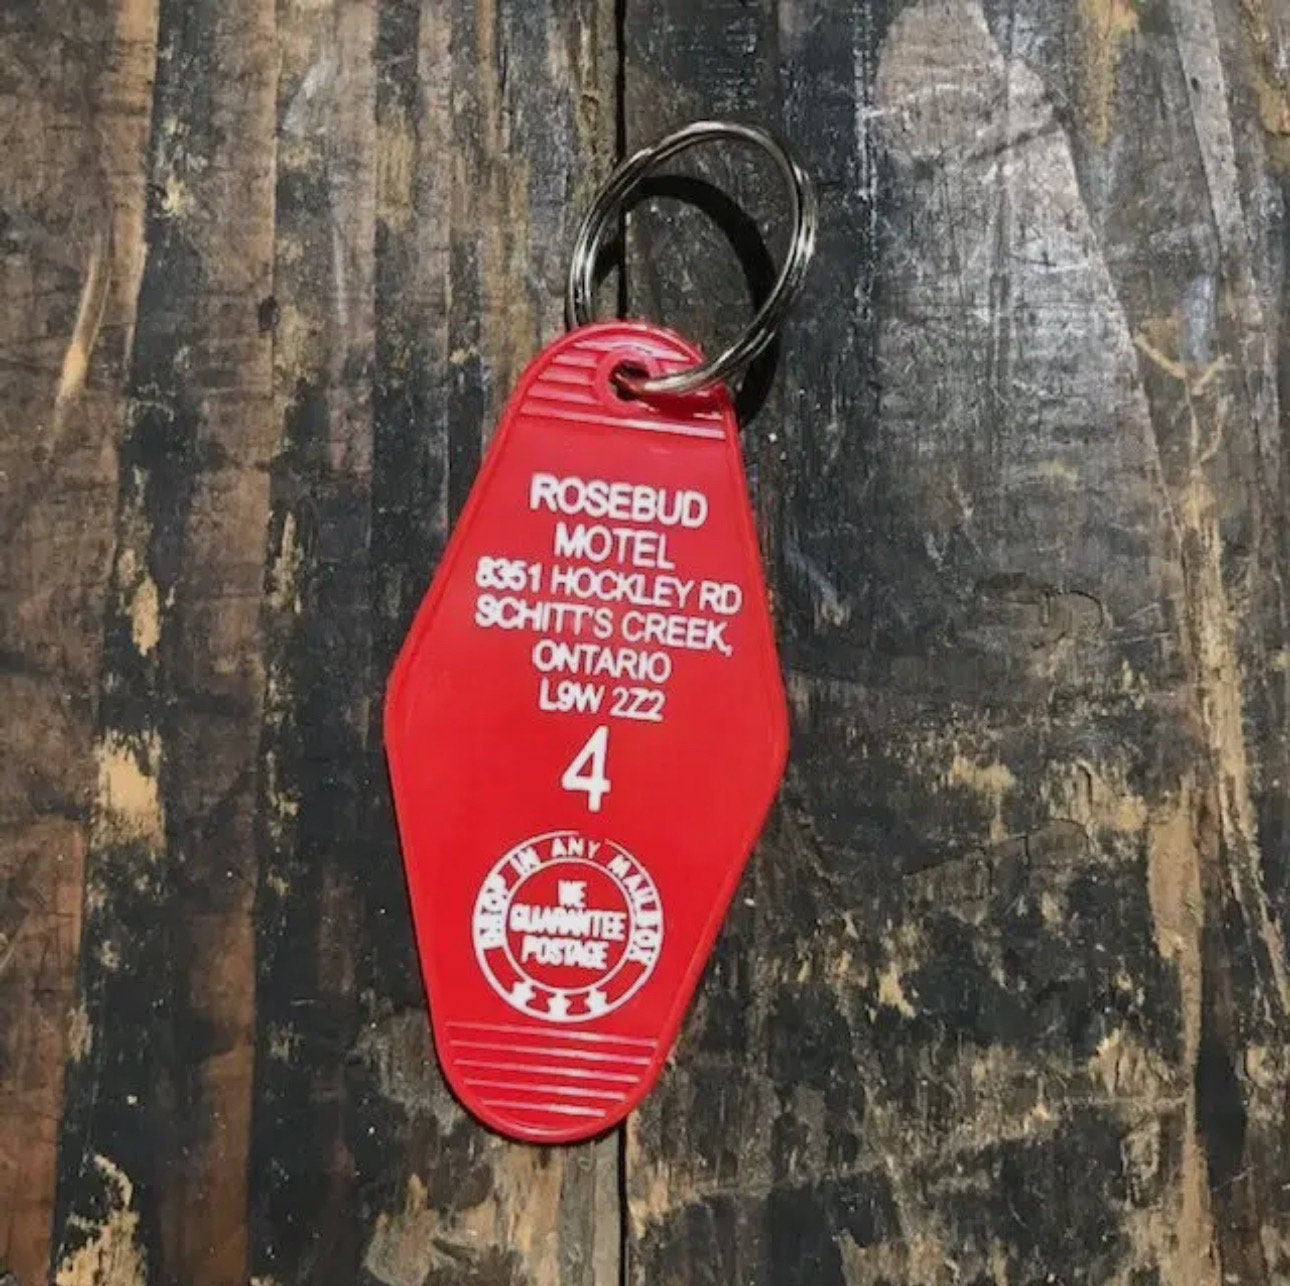 ROSEBUD
MOTEL
8351 HOCKLEY RD
SCHITT'S CREEK,
ONTARIO
L9W 2Z2
4
DROP IN ANY MAILBOX
WE
GUARANTEE
POSTAGE